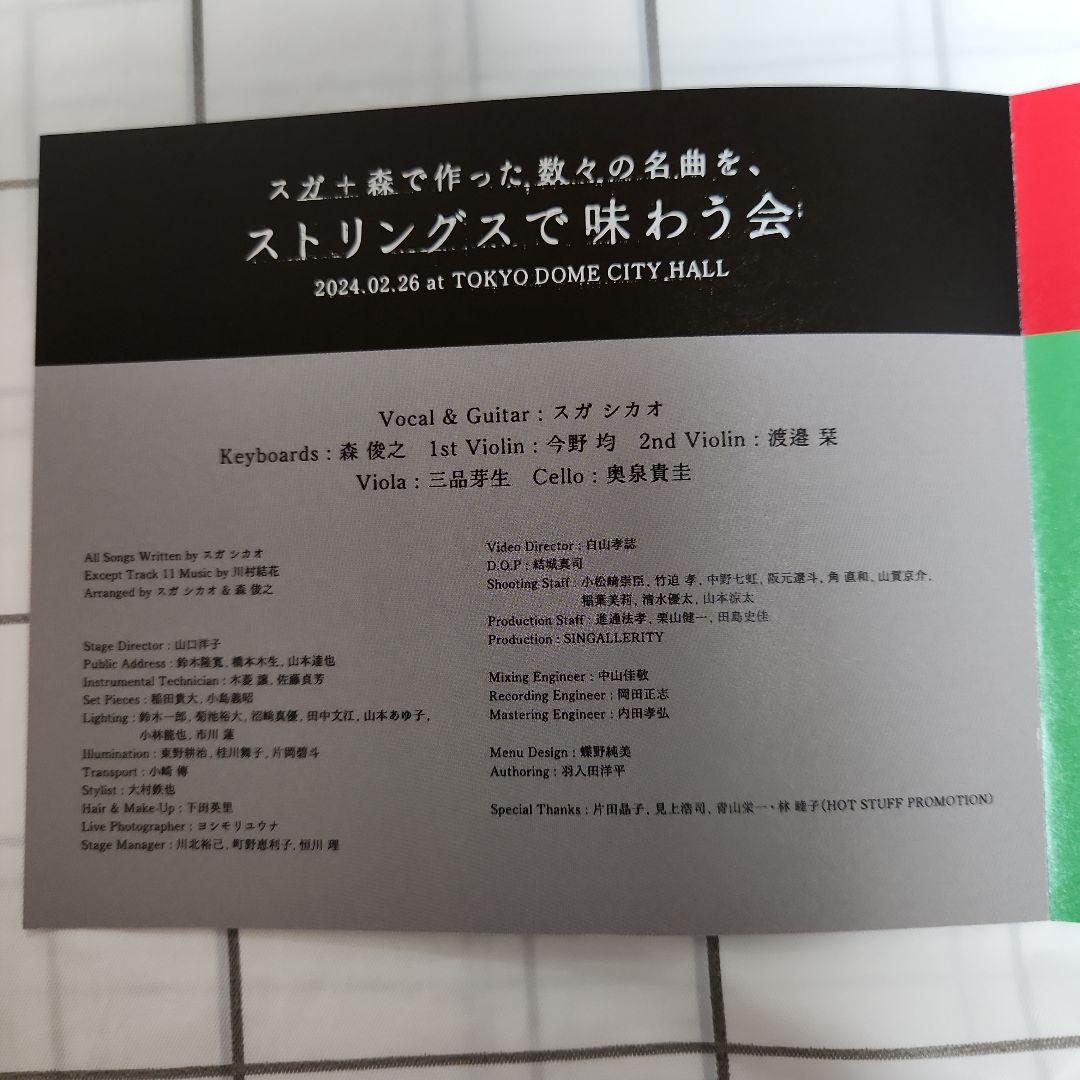 スガ＋森で作った数々の名曲を、
ストリングスで味わう会
2024.02.26 at TOKYO DOME CITY HALL
Vocal & Guitar : スガ シカオ
Keyboards : 森 俊之　1st Violin : 今野 均　2nd Violin : 渡邉 栞
Viola : 三品芽生　Cello : 奥泉貴圭
All Songs Written by スガ シカオ
Except Track 11 Music by 川村結花
Arranged by スガ シカオ & 森 俊之
Stage Director : 山口洋子
Public Address : 鈴木隆寛, 橋本木生, 山本達也
Instrumental Technician : 木菱 譲, 佐藤貞芳
Set Pieces : 稲田貴大, 小島義昭
Lighting : 鈴木一郎, 菊池裕大, 沼﨑真優, 田中文江, 山本あゆ子,
小林龍也, 市川 蓮
Illumination : 東野耕治, 桂川舞子, 片岡碧斗
Transport : 小﨑 傳
Stylist : 大村鉄也
Hair & Make-Up : 下田英里
Live Photographer : ヨシモリユウナ
Stage Manager : 川北裕己, 町野恵利子, 恒川 理
Video Director : 白山孝誌
D.O.P : 結城真司
Shooting Staff : 小松﨑崇臣, 竹迫 孝, 中野七虹, 阪元遼斗, 角 直和, 山賀京介,
稲葉美莉, 清水優太, 山本涼太
Production Staff : 進通法孝, 栗山健一, 田島史佳
Production : SINGALLERITY
Mixing Engineer : 中山佳敬
Recording Engineer : 岡田正志
Mastering Engineer : 内田孝弘
Menu Design : 蝶野純美
Authoring : 羽入田洋平
Special Thanks : 片田晶子, 見上浩司, 青山栄一・林 睦子(HOT STUFF PROMOTION)